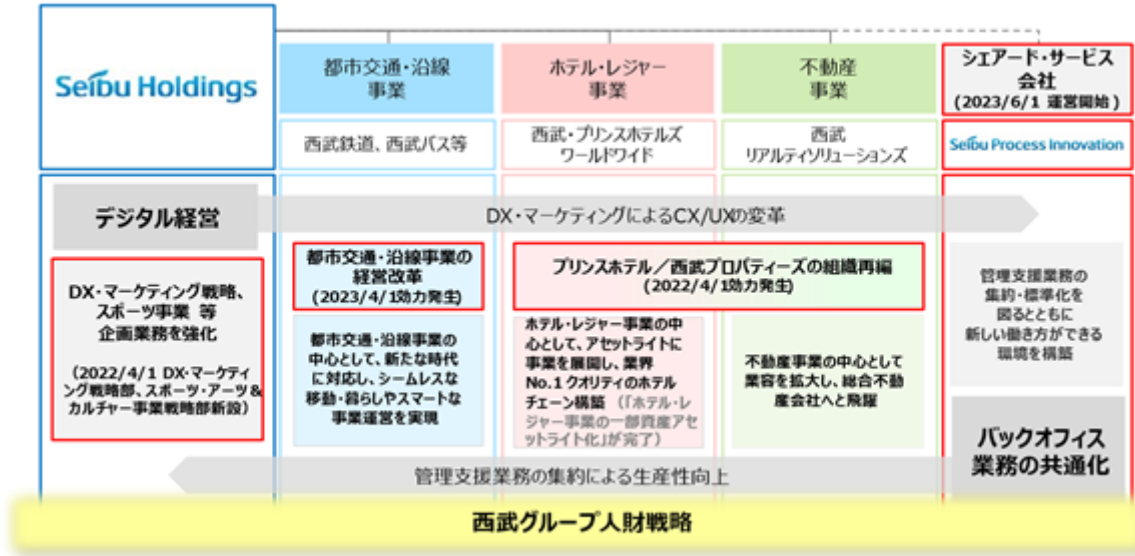 Seibu Holdings
都市交通・沿線
事業
ホテル・レジャー
事業
不動産
事業
シェアード・サービス
会社
(2023/6/1 運営開始)
西武鉄道、西武バス等
西武・プリンスホテルズ
ワールドワイド
西武
リアルティソリューションズ
Seibu Process Innovation
デジタル経営
DX・マーケティングによるCX/UXの変革
DX・マーケティング戦略、
スポーツ事業 等
企画業務を強化
(2022/4/1 DX・マーケティ
ング戦略部、スポーツ・アーツ&
カルチャー事業戦略部新設)
都市交通・沿線事業の
経営改革
(2023/4/1効力発生)
都市交通・沿線事業の
中心として、新たな時代
に対応し、シームレスな
移動・暮らしやスマートな
事業運営を実現
プリンスホテル/西武プロパティーズの組織再編
(2022/4/1効力発生)
ホテル・レジャー事業の中
心として、アセットライトに
事業を展開し、業界
No.1クオリティのホテル
チェーン構築(「ホテル・レ
ジャー事業の一部資産アセ
ットライト化」が完了)
不動産事業の中心として
業容を拡大し、総合不動
産会社へと飛躍
管理支援業務の
集約・標準化を
図るとともに
新しい働き方ができる
環境を構築
バックオフィス
業務の共通化
管理支援業務の集約による生産性向上
西武グループ人財戦略